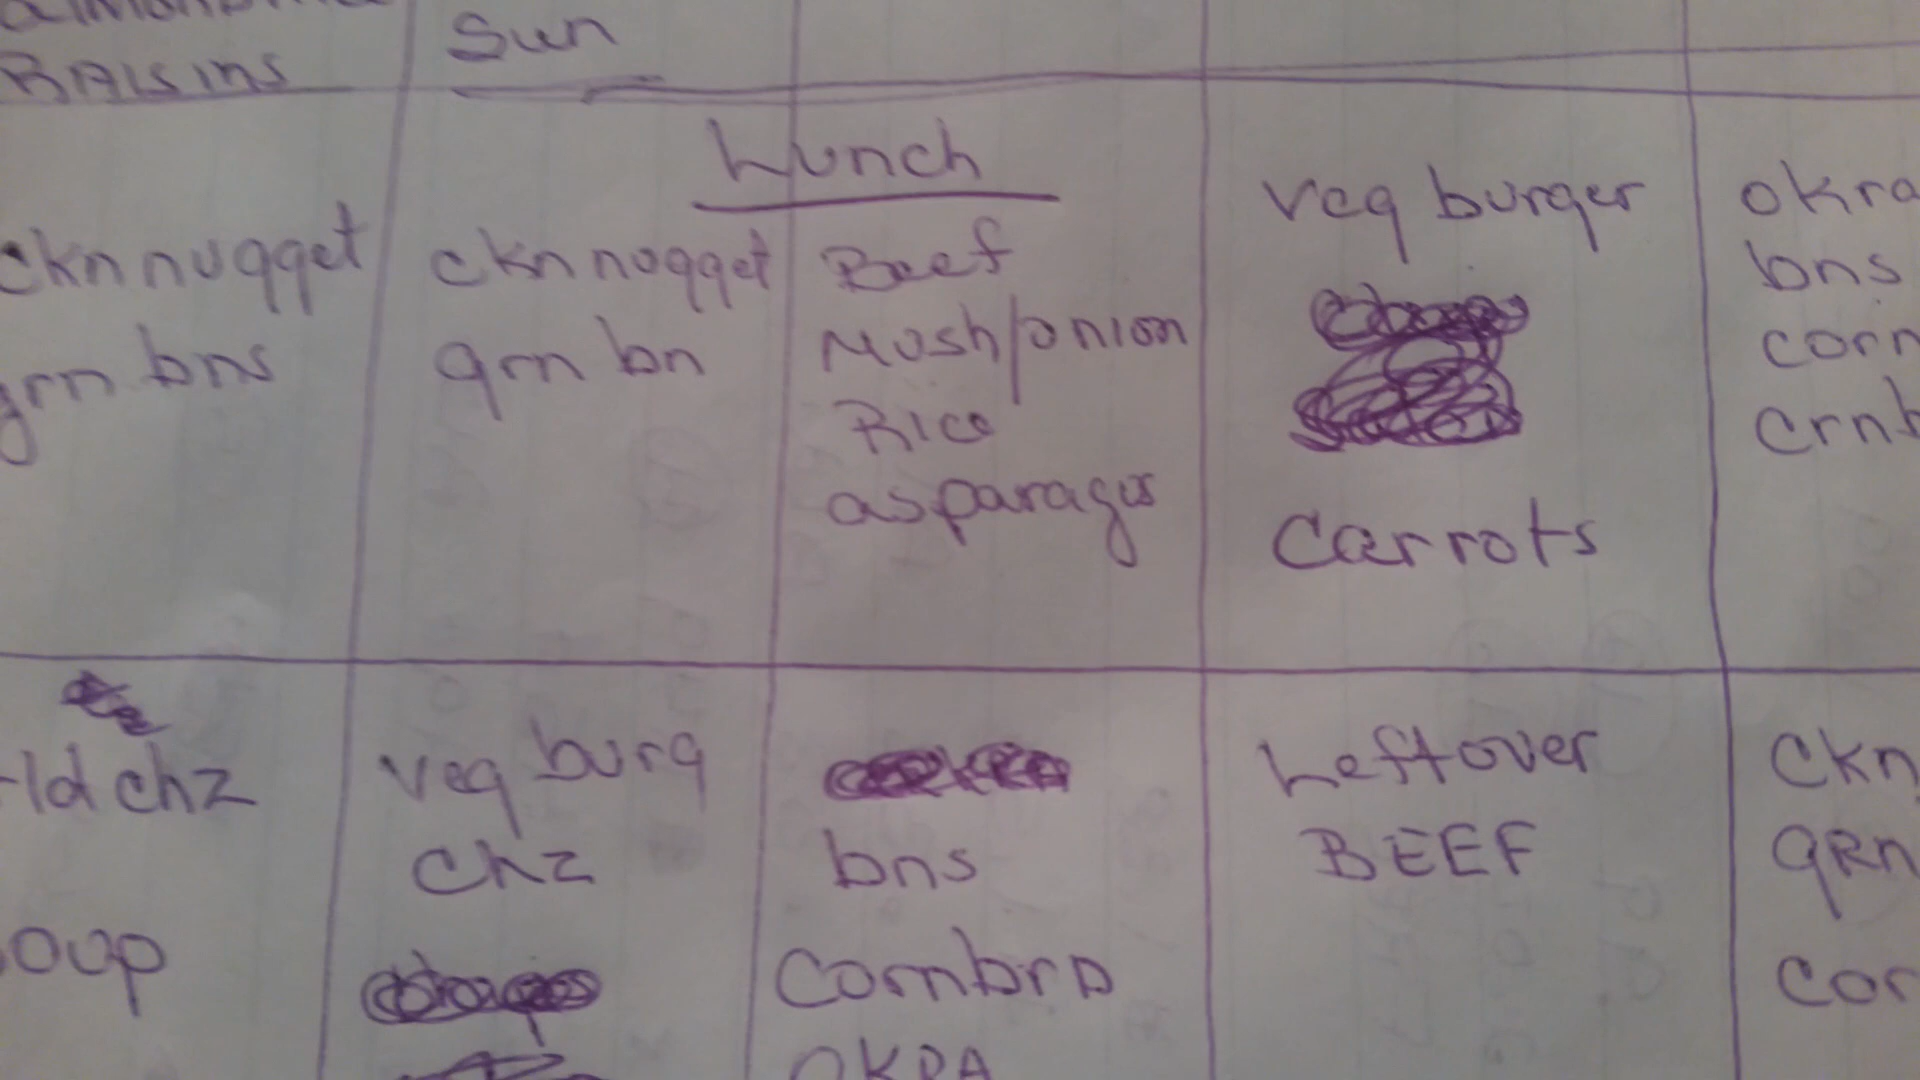 Raisins
Sun
Lunch
ckn nugget
grn bns
ckn nugget
grn bn
Beef
Mush/onion
Rice
asparagus
veg burger
Carrots
okra
bns
corn
chz
veg burg
chz
bns
Cornbrd
OKRA
Leftover
BEEF
Ckn
GRn